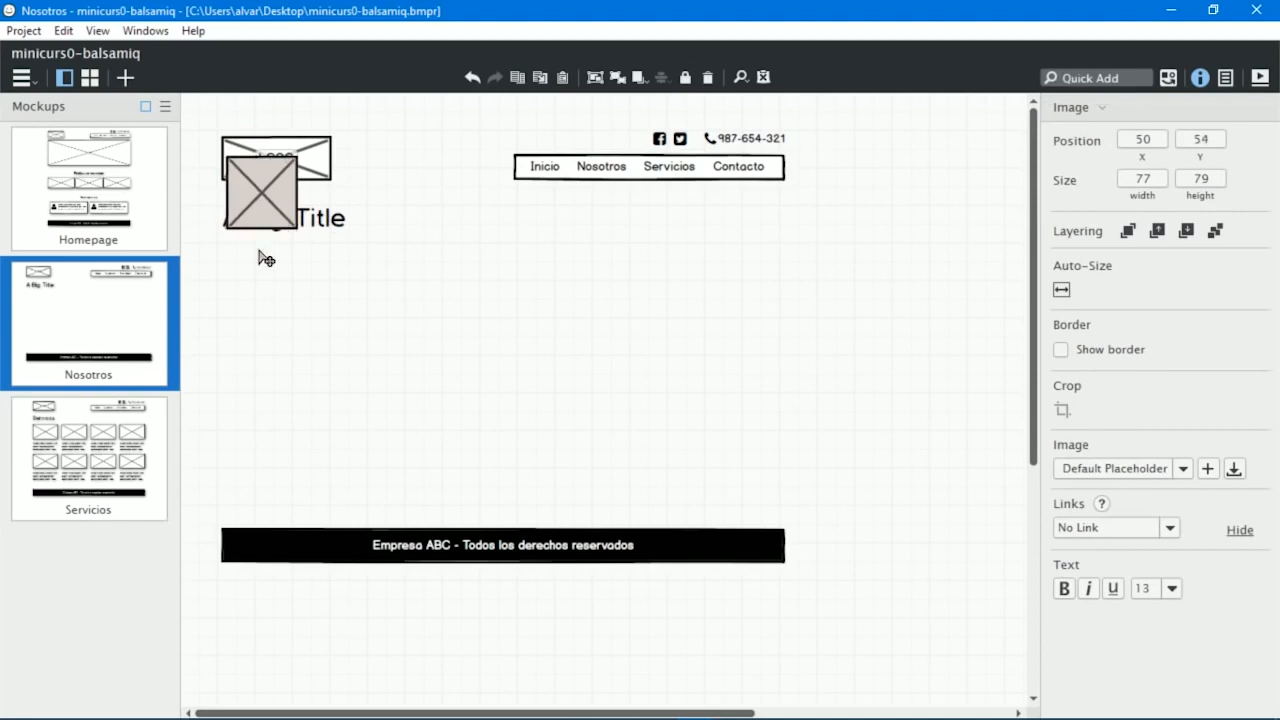 Nosotros - minicurs0-balsamiq - [C:\Users\alvar\Desktop\minicurs0-balsamiq.bmpr]
Project Edit View Windows Help
minicurs0-balsamiq
Quick Add
Mockups
Homepage
A Big Title
Nosotros
Servicios
987-654-321
Inicio Nosotros Servicios Contacto
Title
Empresa ABC - Todos los derechos reservados
Image
Position 50 54
X Y
Size 77 79
width height
Layering
Auto-Size
Border
Show border
Crop
Image
Default Placeholder
Links ?
No Link Hide
Text
B i U 13